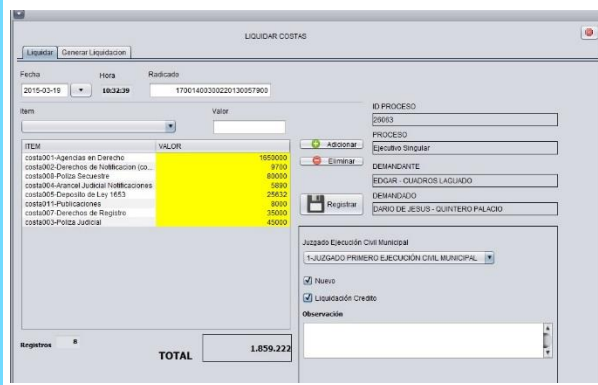 LIQUIDAR COSTAS
Liquidar
Generar Liquidacion
Fecha
Hora
Radicado
2015-03-19
10:32:39
17001400300220130057900
Item
Valor
ITEM
VALOR
costa001-Agencias en Derecho 1650000
costa002-Derechos de Notificacion (co... 9700
costa008-Poliza Secuestre 80000
costa004-Arancel Judicial Notificaciones 5890
costa005-Deposito de Ley 1653 25632
costa011-Publicaciones 8000
costa007-Derechos de Registro 35000
costa003-Poliza Judicial 45000
Registros 8
TOTAL 1.859.222
Adicionar
Eliminar
Registrar
ID PROCESO
26063
PROCESO
Ejecutivo Singular
DEMANDANTE
EDGAR - CUADROS LAGUADO
DEMANDADO
DARIO DE JESUS - QUINTERO PALACIO
Juzgado Ejecución Civil Municipal
1-JUZGADO PRIMERO EJECUCIÓN CIVIL MUNICIPAL
Nuevo
Liquidación Credito
Observación